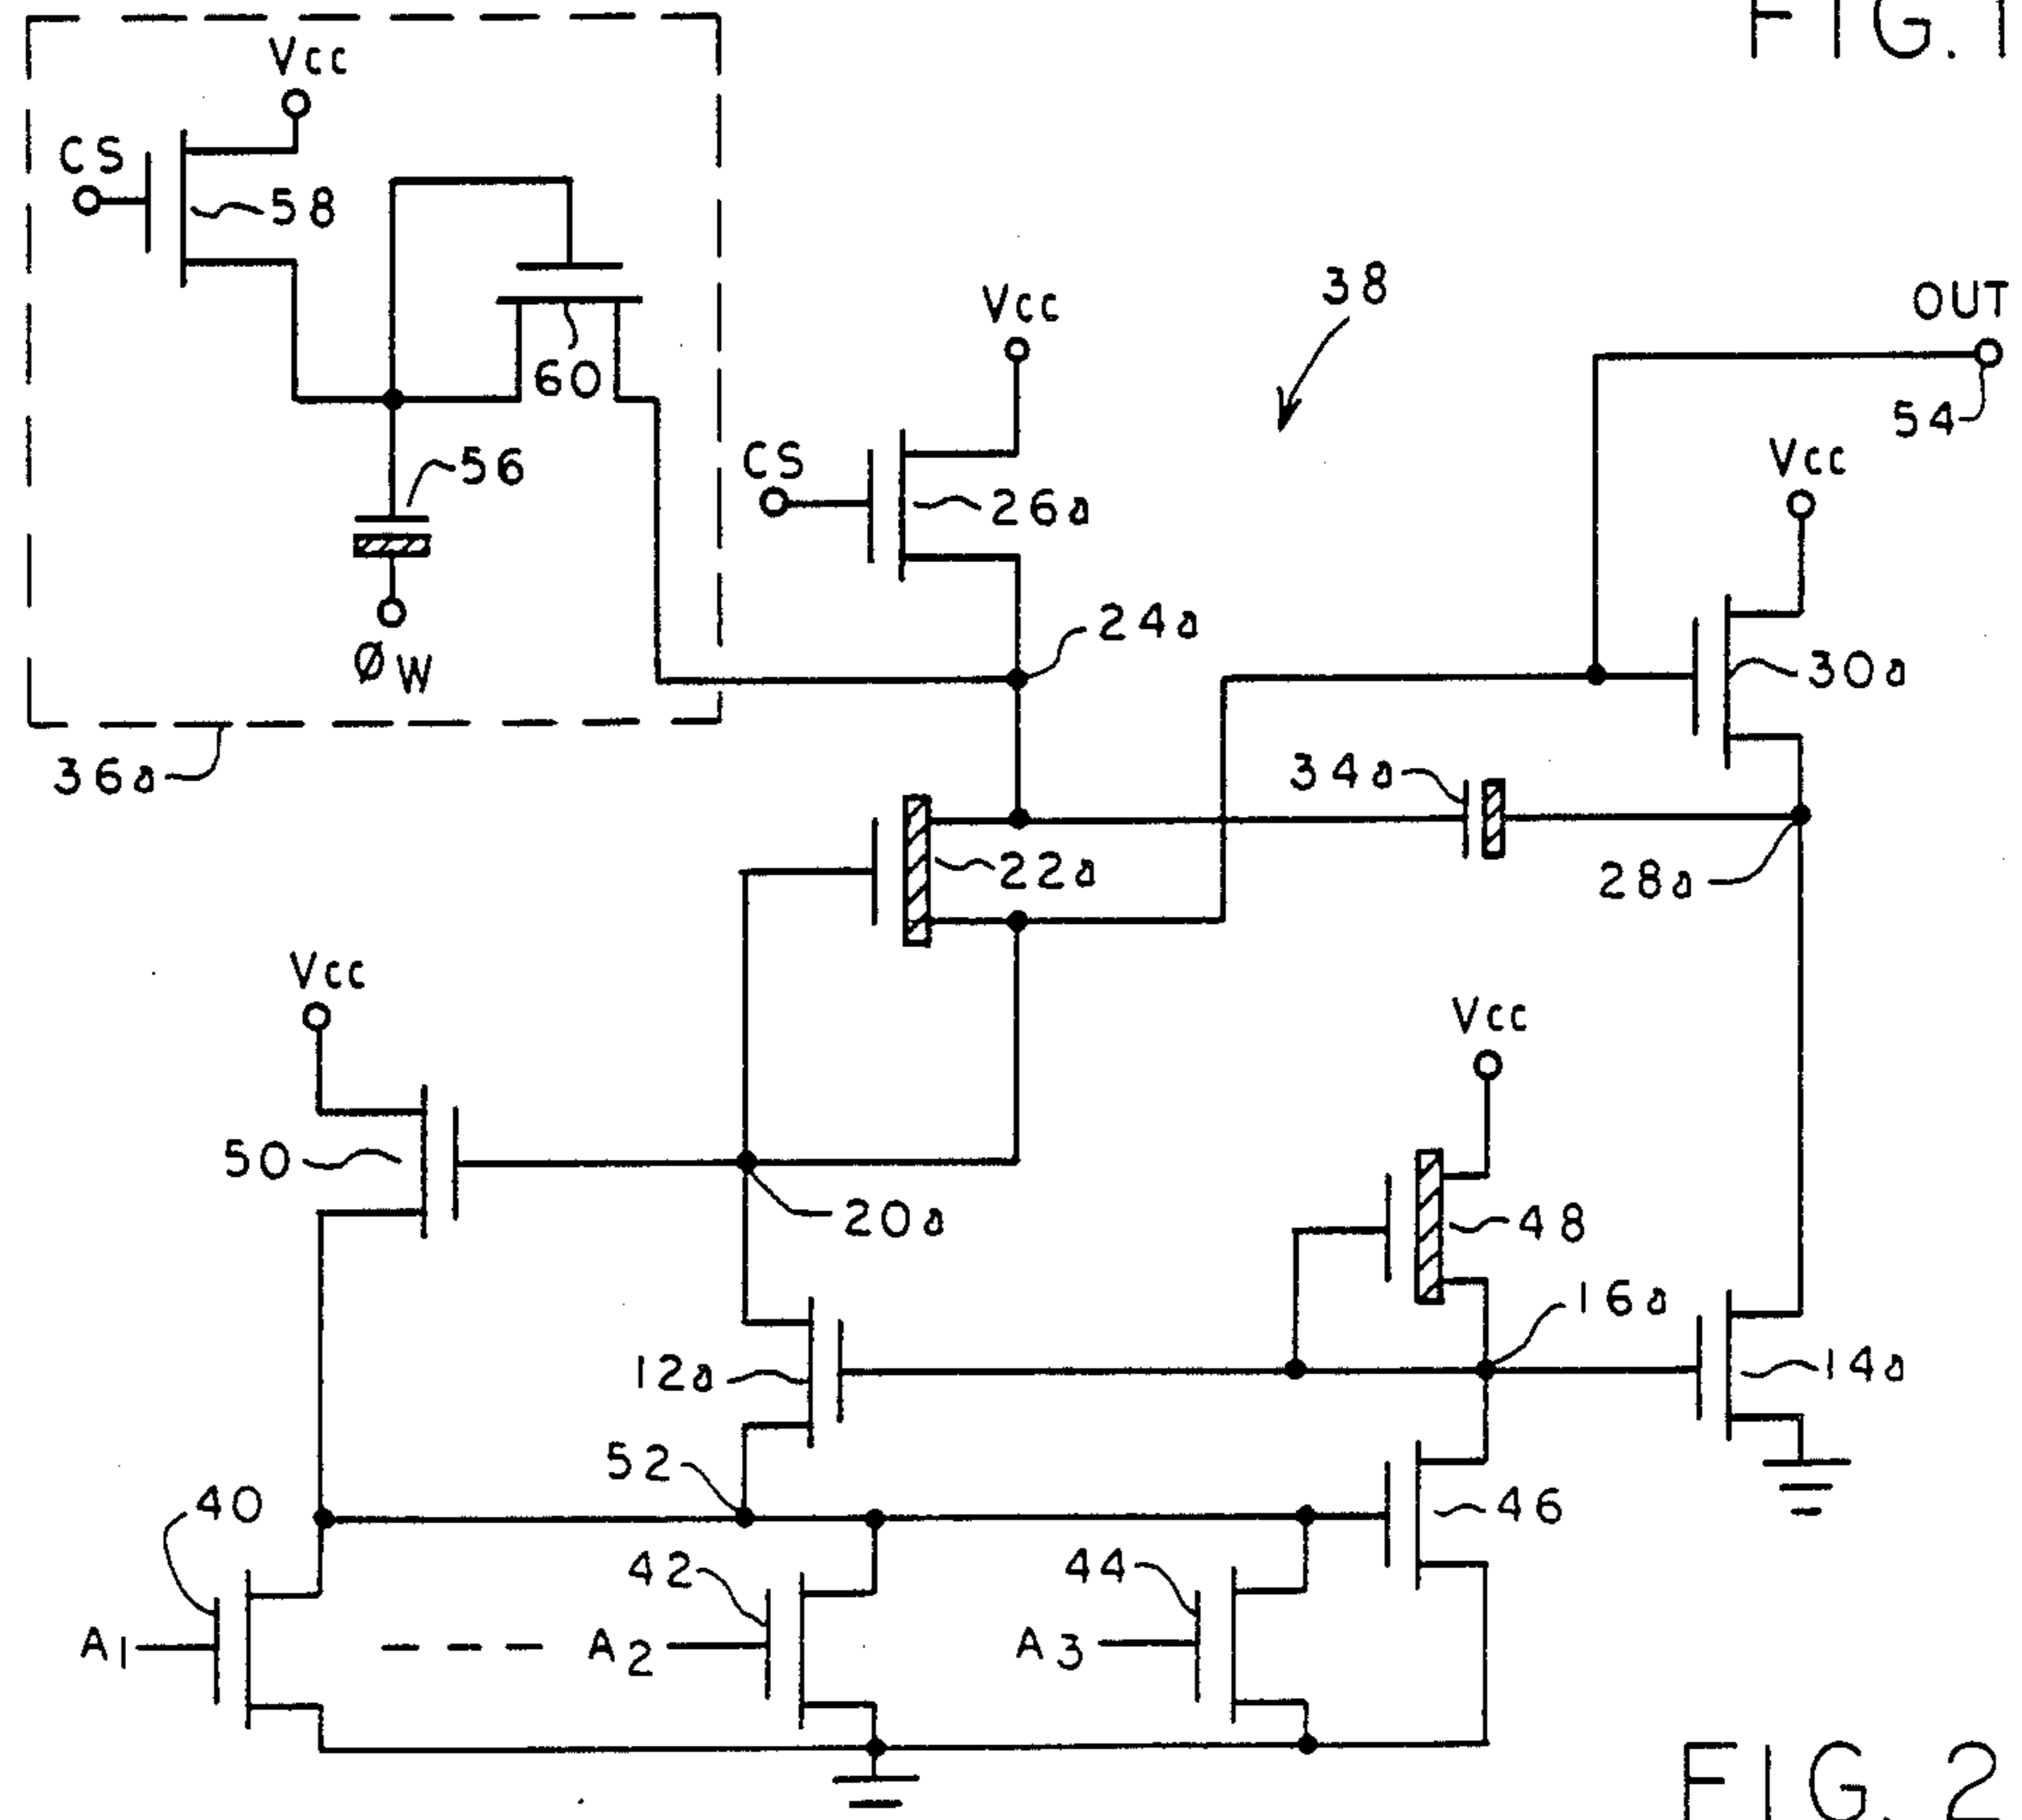 FIG. 1
Vcc
CS
58
60
56
ØW
36a
Vcc
CS
26a
38
OUT
54
Vcc
24a
30a
34a
22a
28a
Vcc
Vcc
50
20a
48
16a
12a
14a
52
40
42
44
46
A1
A2
A3
FIG. 2